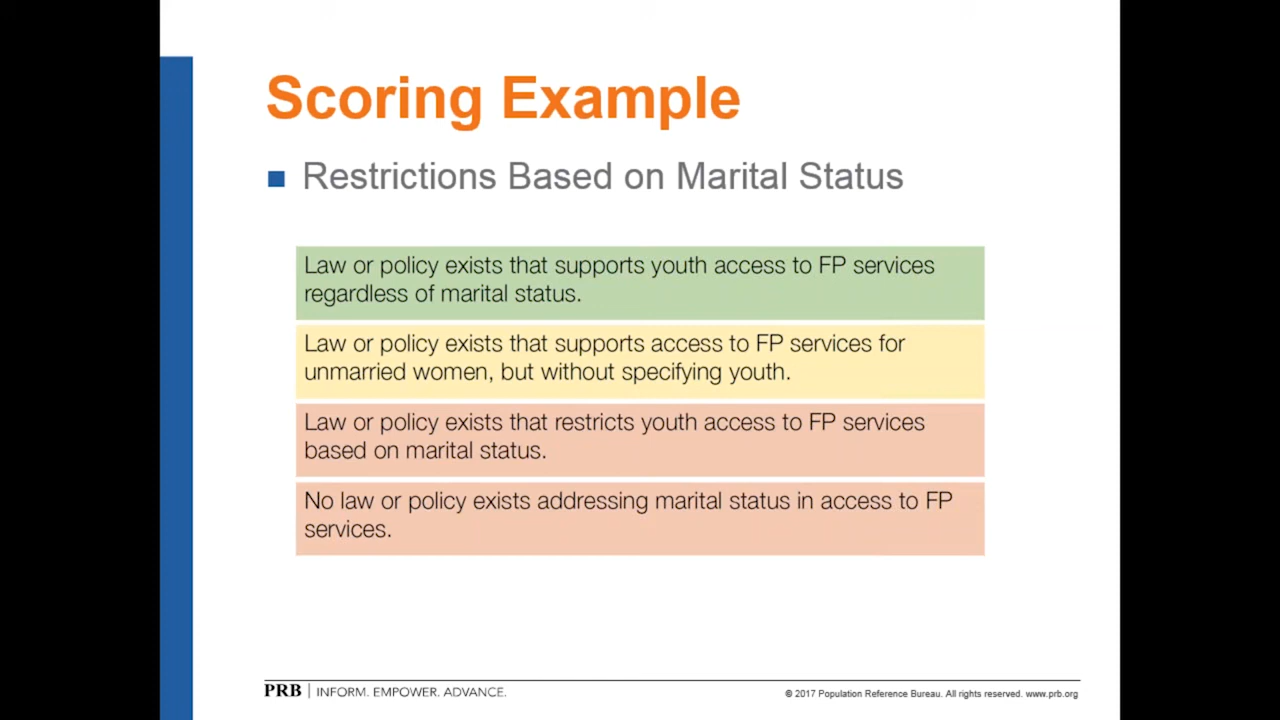 Scoring Example
Restrictions Based on Marital Status
Law or policy exists that supports youth access to FP services
regardless of marital status.
Law or policy exists that supports access to FP services for
unmarried women, but without specifying youth.
Law or policy exists that restricts youth access to FP services
based on marital status.
No law or policy exists addressing marital status in access to FP
services.
PRB | INFORM. EMPOWER. ADVANCE.
© 2017 Population Reference Bureau. All rights reserved. www.prb.org